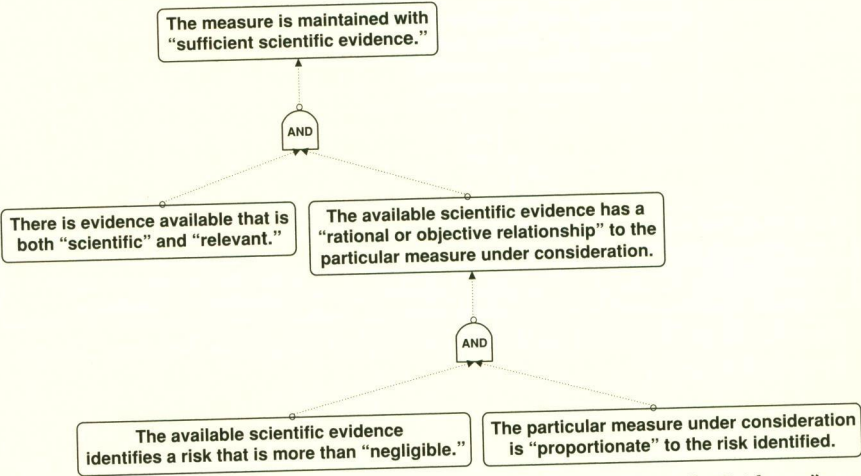 The measure is maintained with
“sufficient scientific evidence.”
AND
There is evidence available that is
both “scientific” and “relevant.”
The available scientific evidence has a
“rational or objective relationship” to the
particular measure under consideration.
AND
The available scientific evidence
identifies a risk that is more than “negligible.”
The particular measure under consideration
is “proportionate” to the risk identified.